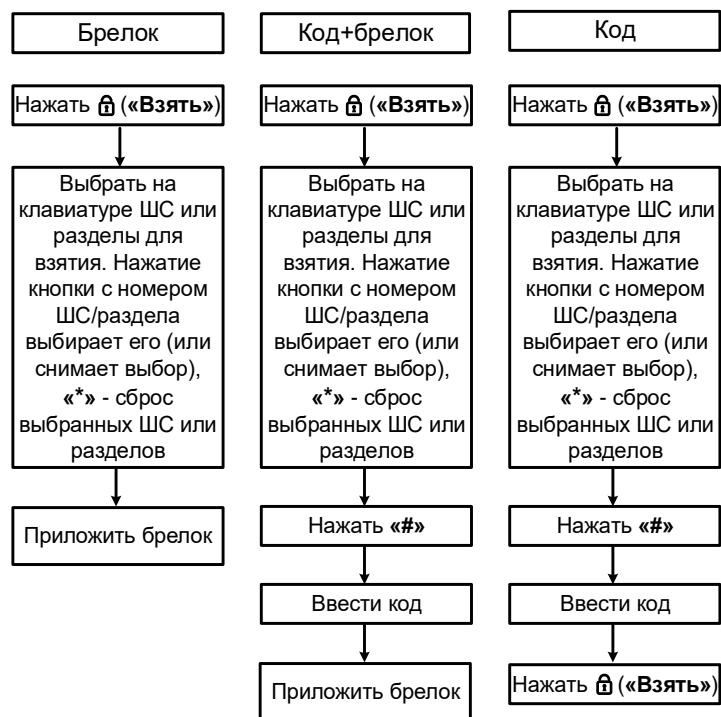 Брелок
Нажать («Взять»)
Выбрать на
клавиатуре ШС или
разделы для
взятия. Нажатие
кнопки с номером
ШС/раздела
выбирает его (или
снимает выбор),
«*» - сброс
выбранных ШС или
разделов
Приложить брелок
Код+брелок
Нажать («Взять»)
Выбрать на
клавиатуре ШС или
разделы для
взятия. Нажатие
кнопки с номером
ШС/раздела
выбирает его (или
снимает выбор),
«*» - сброс
выбранных ШС или
разделов
Нажать «#»
Ввести код
Приложить брелок
Код
Нажать («Взять»)
Выбрать на
клавиатуре ШС или
разделы для
взятия. Нажатие
кнопки с номером
ШС/раздела
выбирает его (или
снимает выбор),
«*» - сброс
выбранных ШС или
разделов
Нажать «#»
Ввести код
Нажать («Взять»)